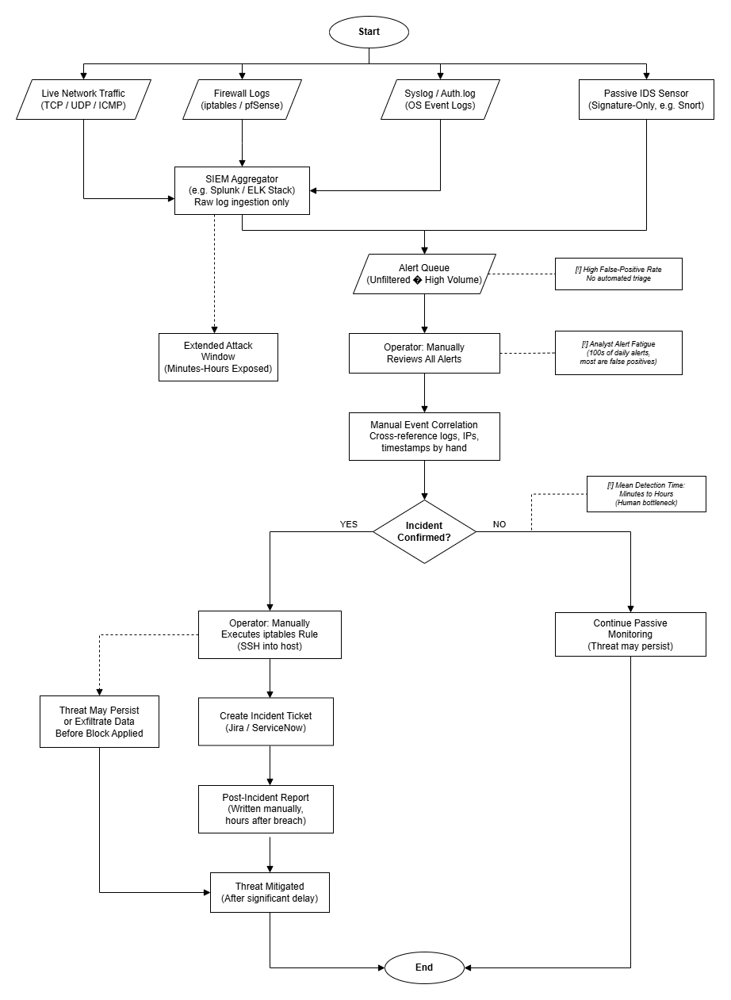 Start
Live Network Traffic
(TCP / UDP / ICMP)
Firewall Logs
(iptables / pfSense)
Syslog / Auth.log
(OS Event Logs)
Passive IDS Sensor
(Signature-Only, e.g. Snort)
SIEM Aggregator
(e.g. Splunk / ELK Stack)
Raw log ingestion only
Alert Queue
(Unfiltered � High Volume)
[!] High False-Positive Rate
No automated triage
Extended Attack
Window
(Minutes-Hours Exposed)
Operator: Manually
Reviews All Alerts
[!] Analyst Alert Fatigue
(100s of daily alerts,
most are false positives)
Manual Event Correlation
Cross-reference logs, IPs,
timestamps by hand
[!] Mean Detection Time:
Minutes to Hours
(Human bottleneck)
YES
Incident
Confirmed?
NO
Operator: Manually
Executes iptables Rule
(SSH into host)
Continue Passive
Monitoring
(Threat may persist)
Threat May Persist
or Exfiltrate Data
Before Block Applied
Create Incident Ticket
(Jira / ServiceNow)
Post-Incident Report
(Written manually,
hours after breach)
Threat Mitigated
(After significant delay)
End